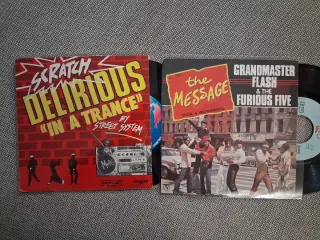 SCRATCH
DELIRIOUS
"IN A TRANCE"
BY
STREET SYSTEM
the
MESSAGE
GRANDMASTER
FLASH
& THE
FURIOUS FIVE